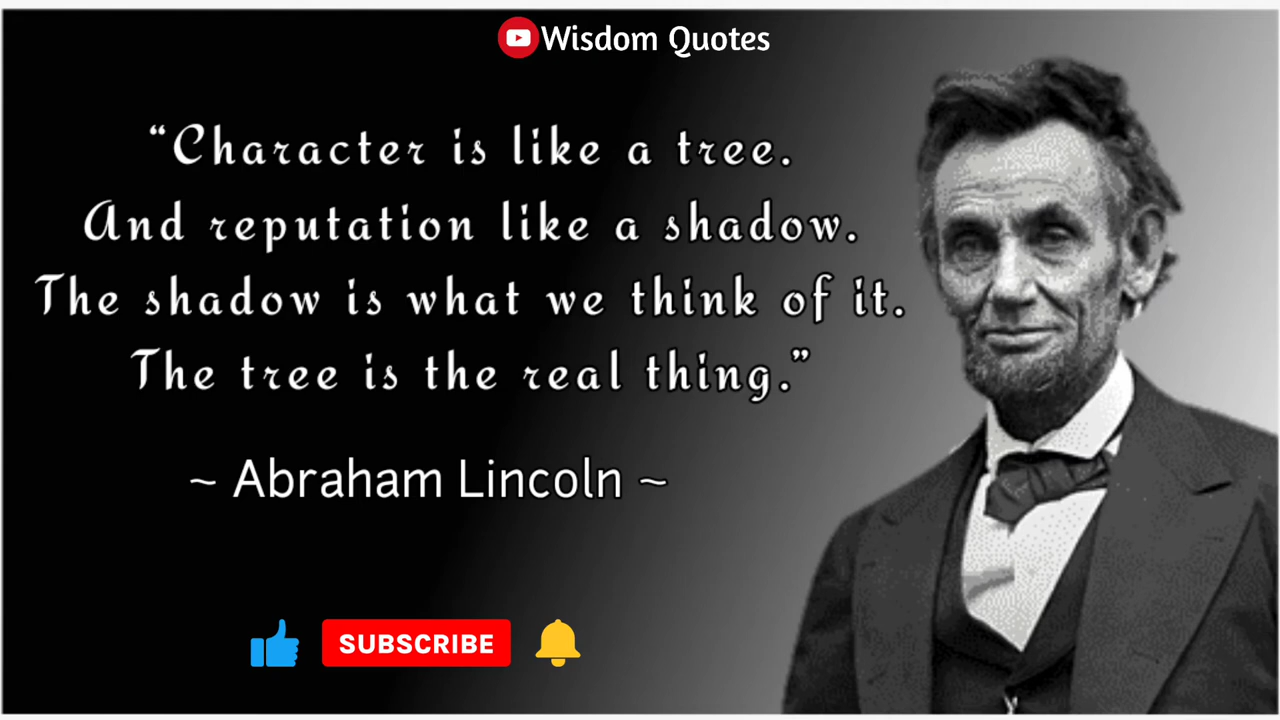 Wisdom Quotes
“Character is like a tree.
And reputation like a shadow.
The shadow is what we think of it.
The tree is the real thing.”
~ Abraham Lincoln ~
SUBSCRIBE